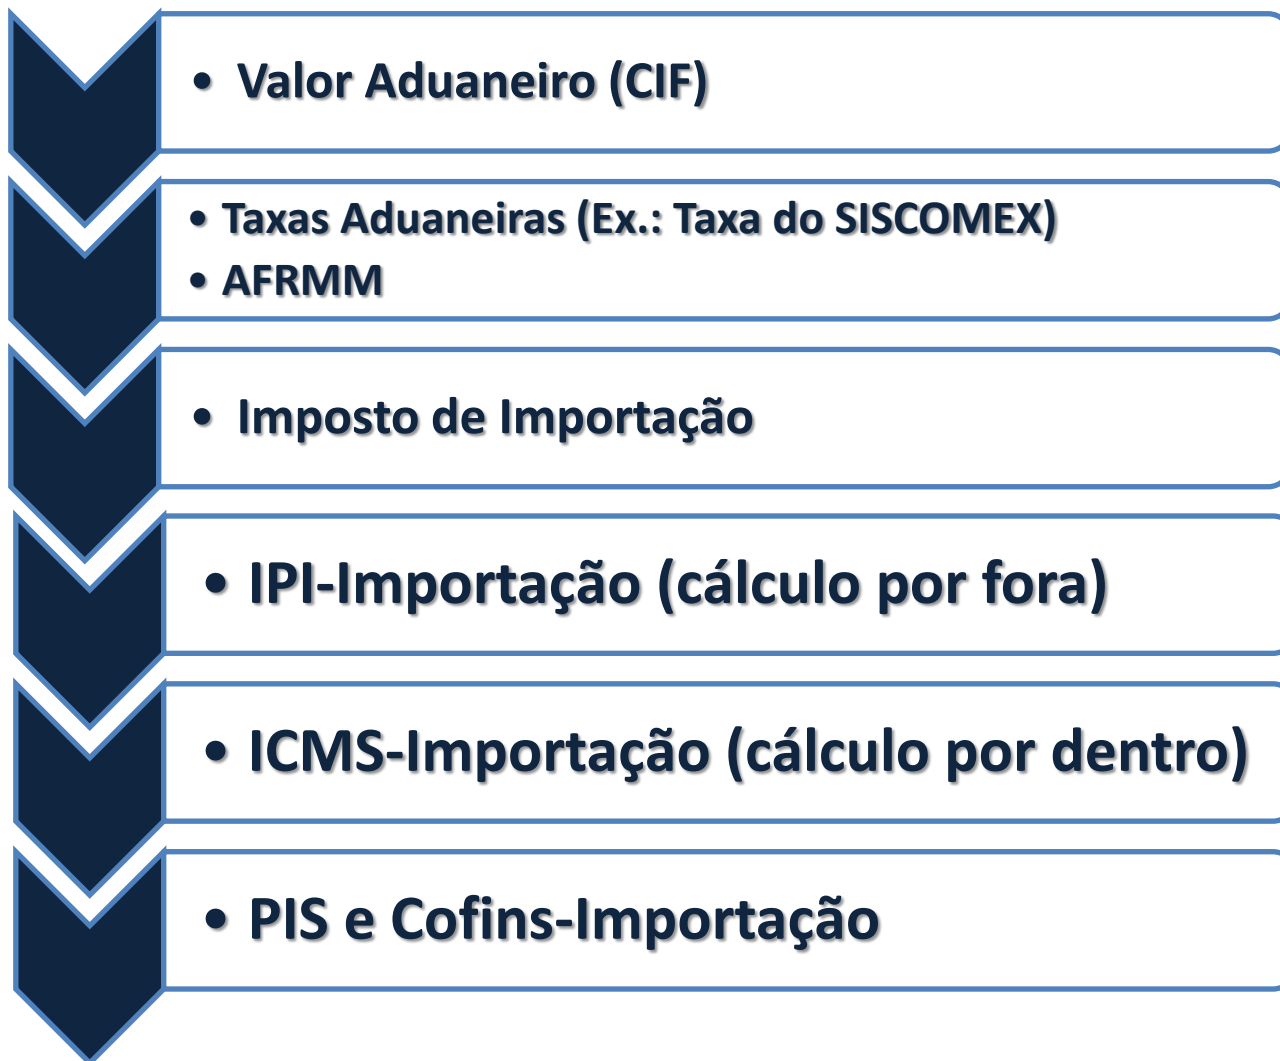 • Valor Aduaneiro (CIF)
• Taxas Aduaneiras (Ex.: Taxa do SISCOMEX)
• AFRMM
• Imposto de Importação
• IPI-Importação (cálculo por fora)
• ICMS-Importação (cálculo por dentro)
• PIS e Cofins-Importação